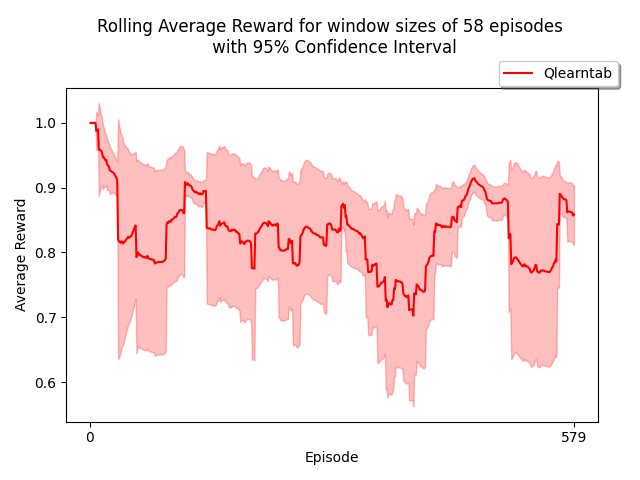 Rolling Average Reward for window sizes of 58 episodes
with 95% Confidence Interval
Qlearntab
1.0
0.9
0.8
0.7
0.6
Average Reward
0
579
Episode